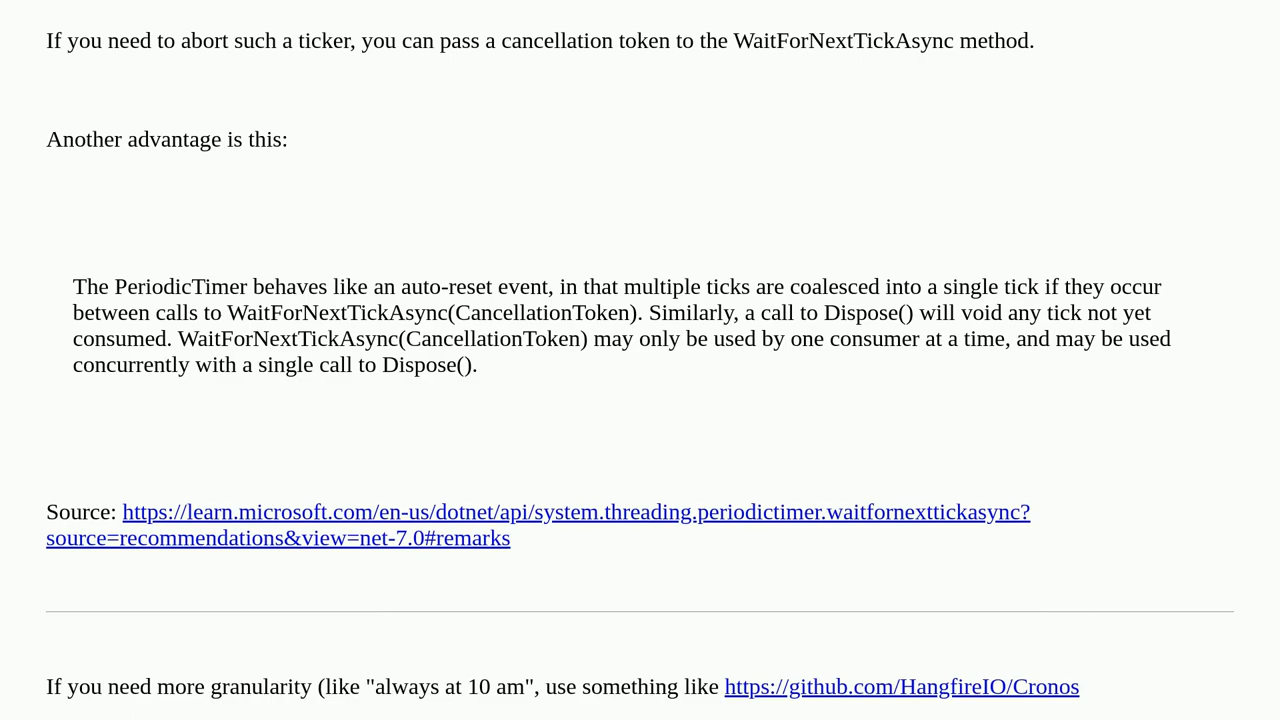 If you need to abort such a ticker, you can pass a cancellation token to the WaitForNextTickAsync method.
Another advantage is this:
The PeriodicTimer behaves like an auto-reset event, in that multiple ticks are coalesced into a single tick if they occur
between calls to WaitForNextTickAsync(CancellationToken). Similarly, a call to Dispose() will void any tick not yet
consumed. WaitForNextTickAsync(CancellationToken) may only be used by one consumer at a time, and may be used
concurrently with a single call to Dispose().
Source: https://learn.microsoft.com/en-us/dotnet/api/system.threading.periodictimer.waitfornexttickasync?
source=recommendations&view=net-7.0#remarks
If you need more granularity (like "always at 10 am", use something like https://github.com/HangfireIO/Cronos